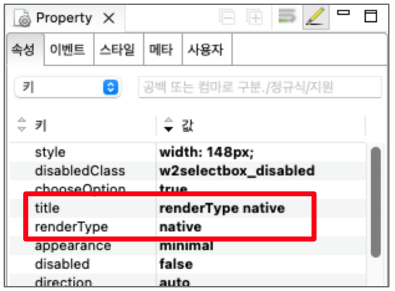 Property
속성 이벤트 스타일 메타 사용자
키 공백 또는 컴마로 구분./정규식/지원
키 값
style width: 148px;
disabledClass w2selectbox_disabled
chooseOption true
title renderType native
renderType native
appearance minimal
disabled false
direction auto